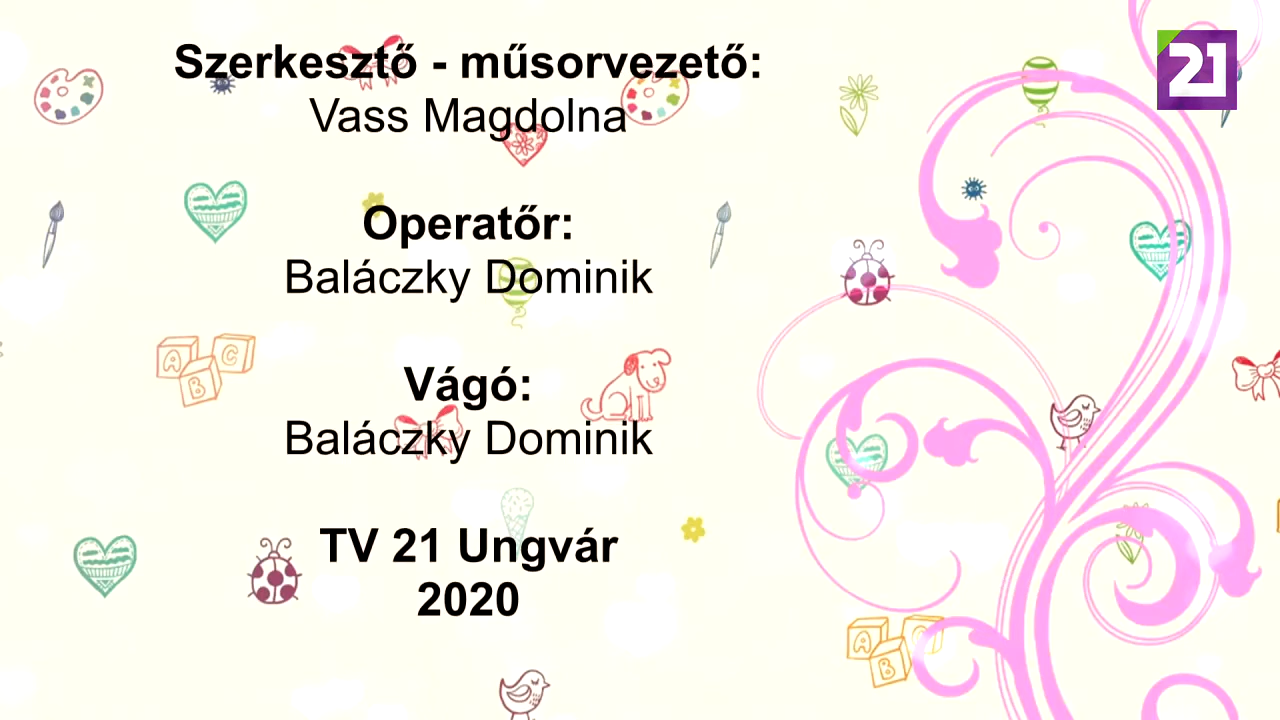 21
Szerkesztő - műsorvezető:
Vass Magdolna
Operatőr:
Baláczky Dominik
Vágó:
Baláczky Dominik
A C
B
TV 21 Ungvár
2020
A C
B